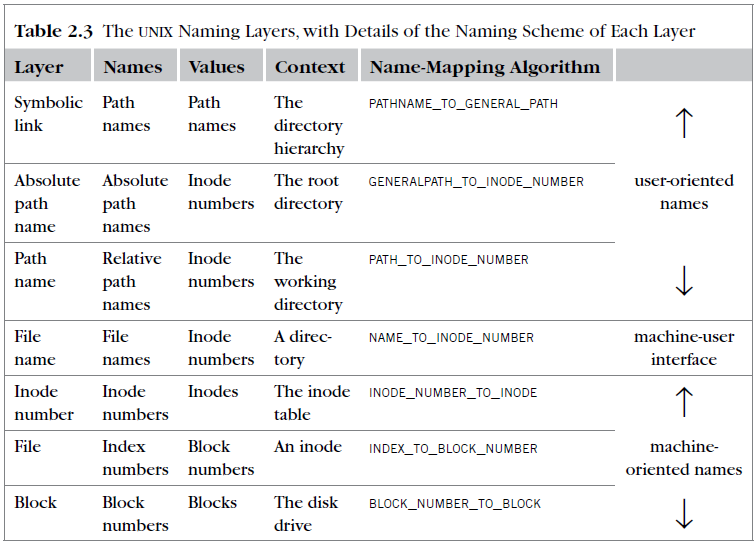 Table 2.3 The UNIX Naming Layers, with Details of the Naming Scheme of Each Layer
Layer Names Values Context Name-Mapping Algorithm
Symbolic Path Path The PATHNAME_TO_GENERAL_PATH
link names names directory
hierarchy
Absolute Absolute Inode The root GENERALPATH_TO_INODE_NUMBER user-oriented
path path numbers directory names
name names
Path Relative Inode The PATH_TO_INODE_NUMBER
name path numbers working
names directory
File File Inode A direc- NAME_TO_INODE_NUMBER machine-user
name names numbers tory interface
Inode Inode Inodes The inode INODE_NUMBER_TO_INODE
number numbers table
File Index Block An inode INDEX_TO_BLOCK_NUMBER machine-
numbers numbers oriented names
Block Block Blocks The disk BLOCK_NUMBER_TO_BLOCK
numbers drive